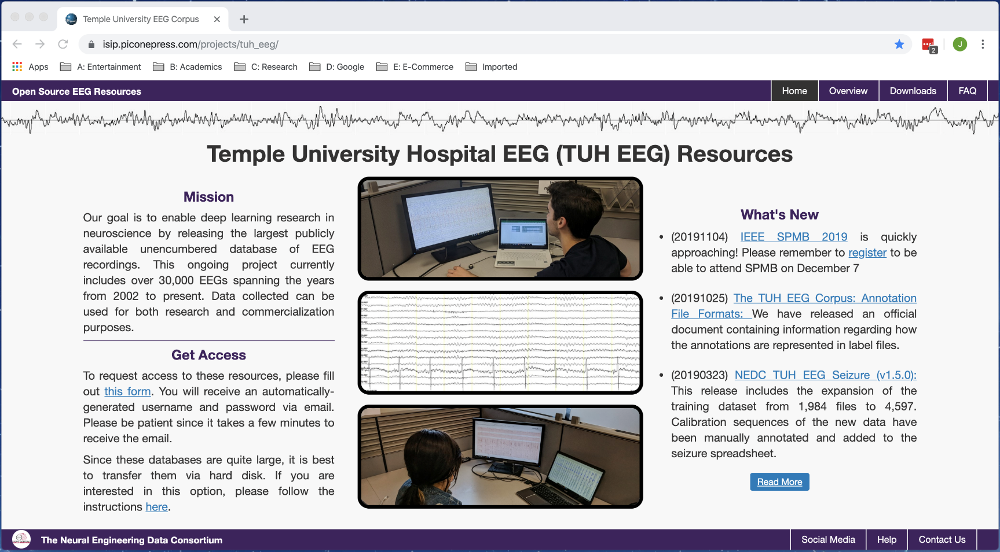 Temple University EEG Corpus
isip.piconepress.com/projects/tuh_eeg/
2
J
Apps
A: Entertainment
B: Academics
C: Research
D: Google
E: E-Commerce
Imported
Open Source EEG Resources
Home
Overview
Downloads
FAQ
Temple University Hospital EEG (TUH EEG) Resources
Mission
Our goal is to enable deep learning research in
neuroscience by releasing the largest publicly
available unencumbered database of EEG
recordings. This ongoing project currently
includes over 30,000 EEGs spanning the years
from 2002 to present. Data collected can be
used for both research and commercialization
purposes.
Get Access
To request access to these resources, please fill
out this form. You will receive an automatically-
generated username and password via email.
Please be patient since it takes a few minutes to
receive the email.
Since these databases are quite large, it is best
to transfer them via hard disk. If you are
interested in this option, please follow the
instructions here.
What's New
(20191104) IEEE SPMB 2019 is quickly
approaching! Please remember to register to be
able to attend SPMB on December 7
(20191025) The TUH EEG Corpus: Annotation
File Formats: We have released an official
document containing information regarding how
the annotations are represented in label files.
(20190323) NEDC TUH EEG Seizure (v1.5.0):
This release includes the expansion of the
training dataset from 1,984 files to 4,597.
Calibration sequences of the new data have
been manually annotated and added to the
seizure spreadsheet.
Read More
The Neural Engineering Data Consortium
Social Media
Help
Contact Us